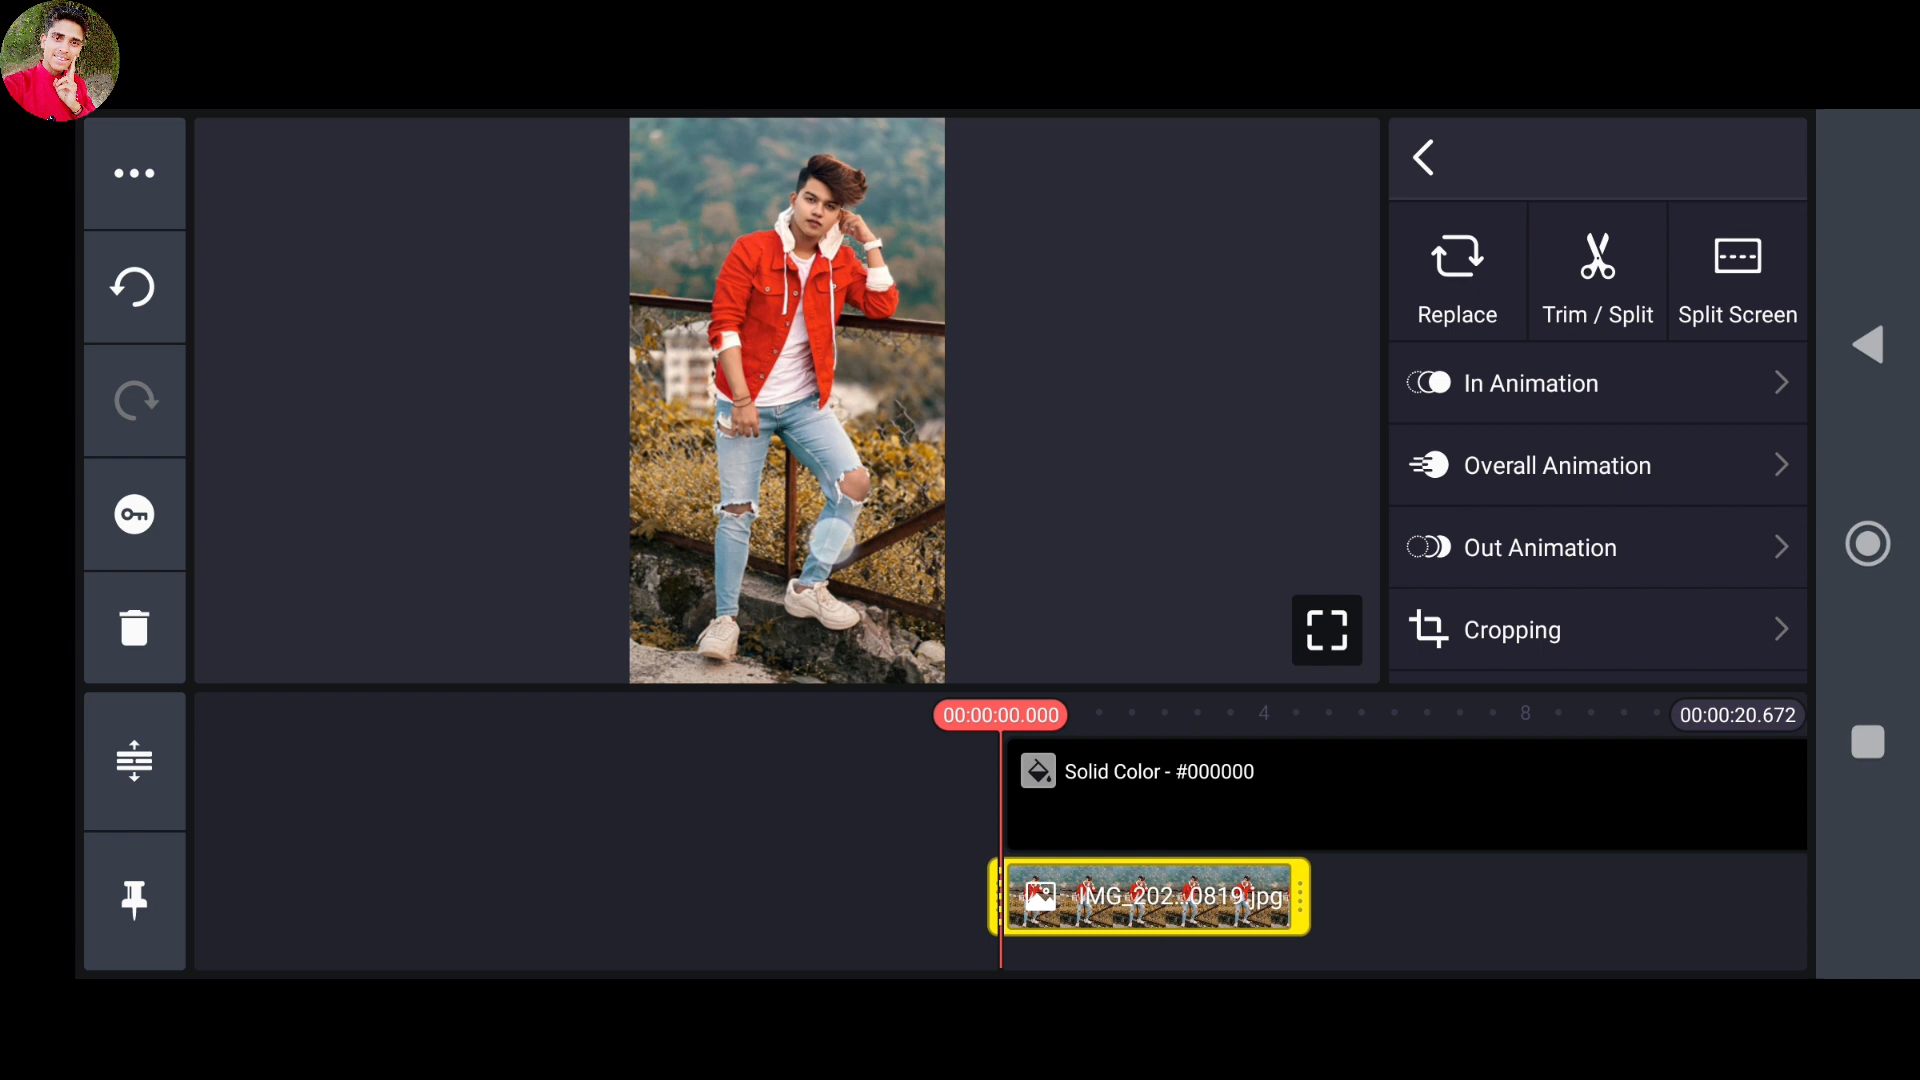 Replace
Trim / Split
Split Screen
In Animation
Overall Animation
Out Animation
Cropping
00:00:00.000
4
8
00:00:20.672
Solid Color - #000000
IMG_202...0819.jpg